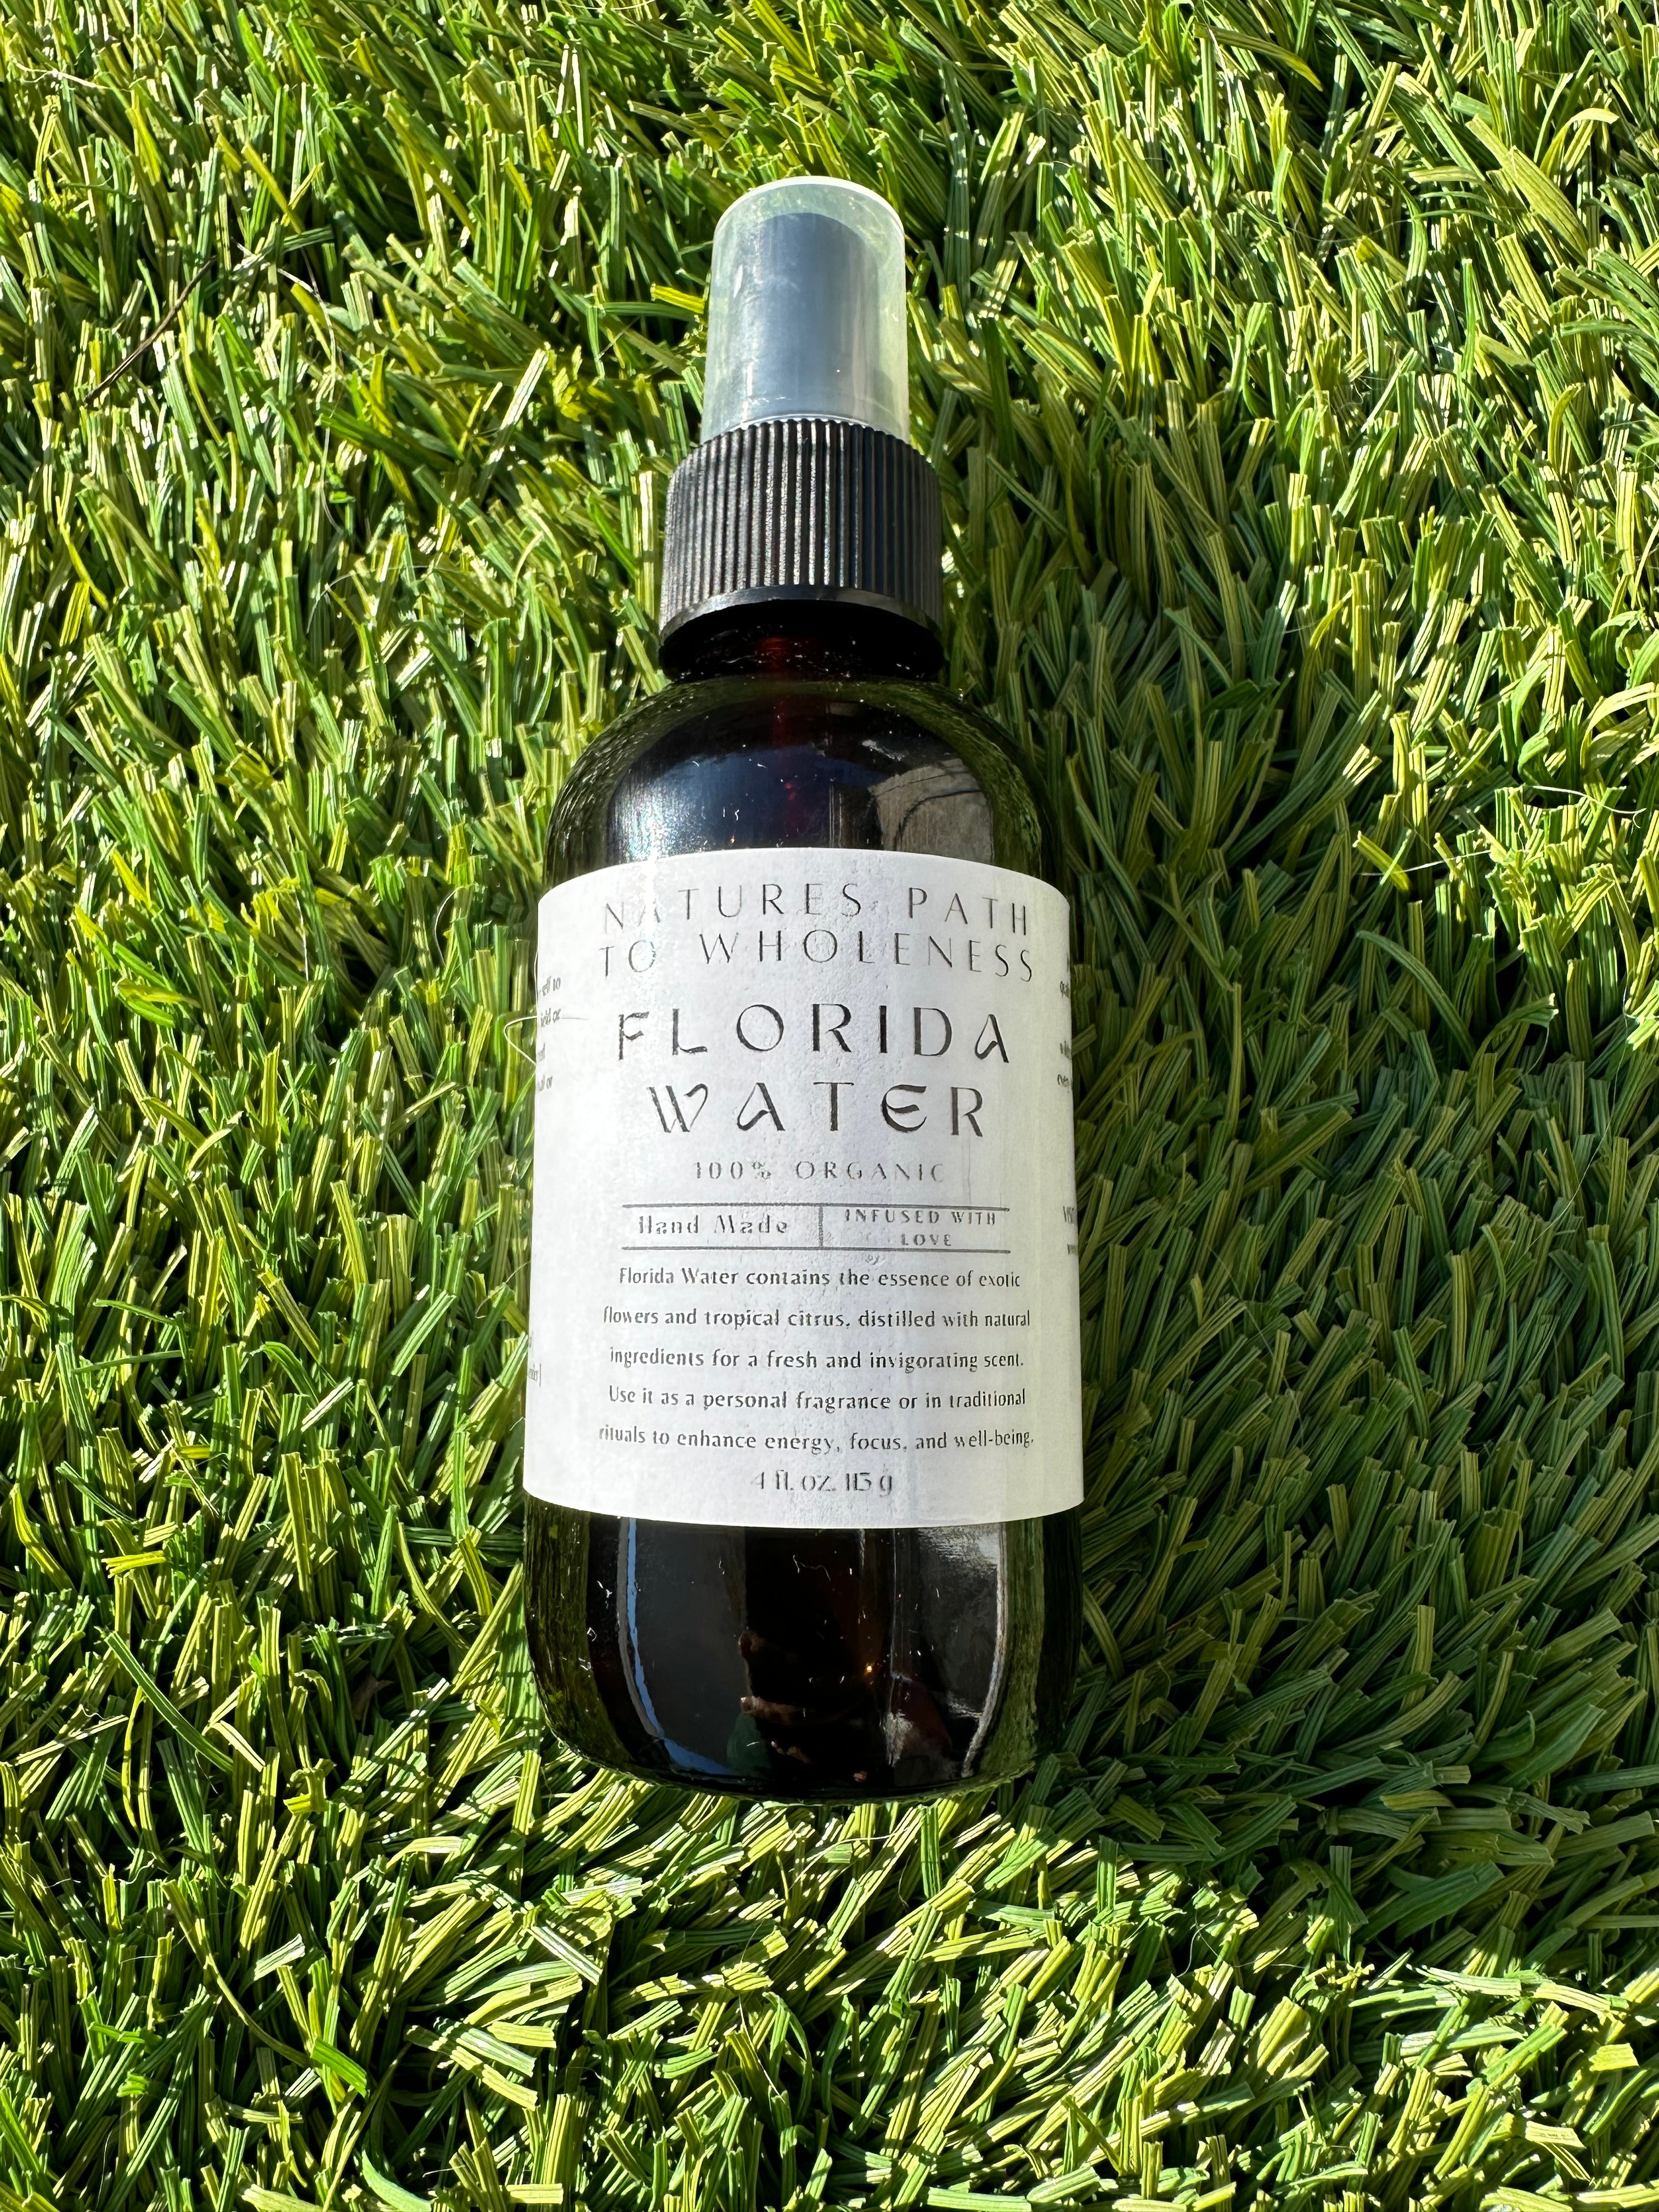 NATURES PATH
TO WHOLENESS
FLORIDA
WATER
100% ORGANIC
Hand Made
INFUSED WITH
LOVE
by
Florida Water contains the essence of exotic
flowers and tropical citrus, distilled with natural
ingredients for a fresh and invigorating scent.
Use it as a personal fragrance or in traditional
rituals to enhance energy, focus, and well-being.
4 fl. oz. 113 g